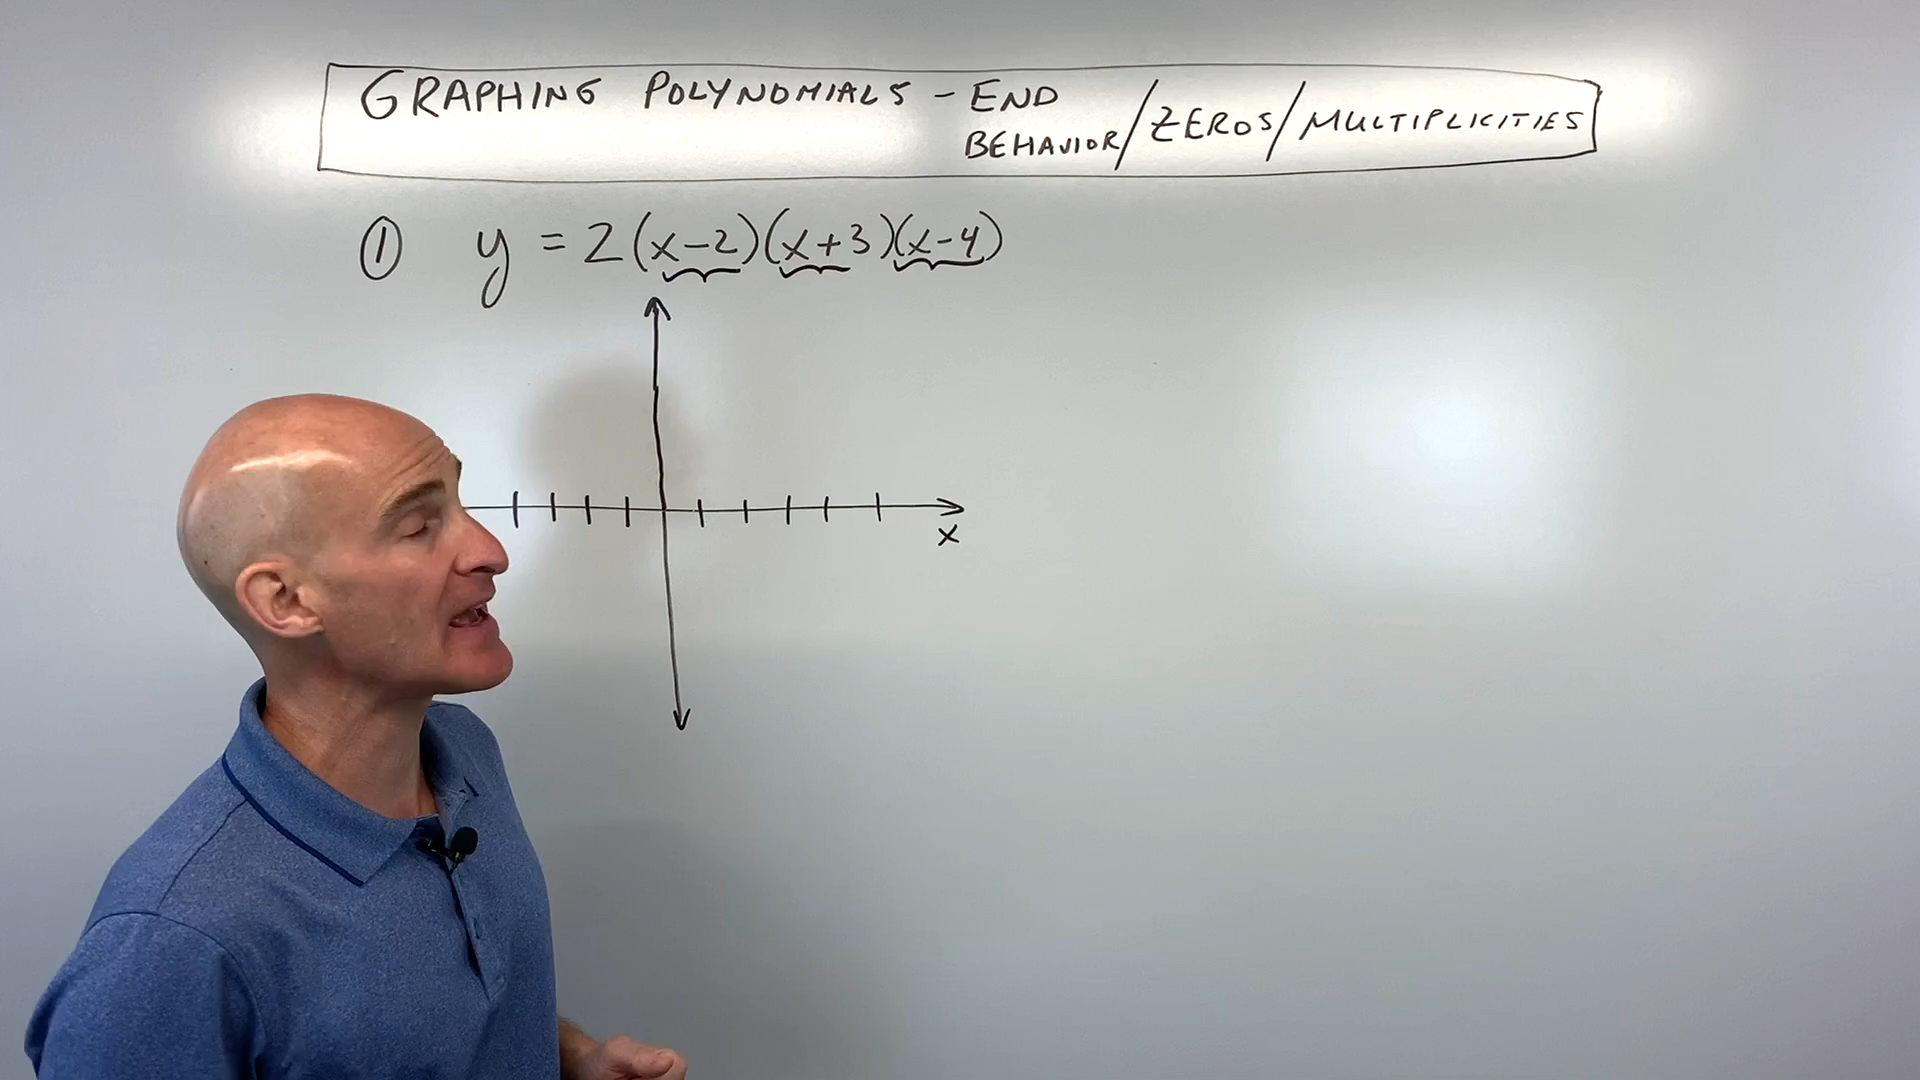 GRAPHING POLYNOMIALS - END
BEHAVIOR/ZEROS/MULTIPLICITIES
① y = 2(x-2)(x+3)(x-4)
x